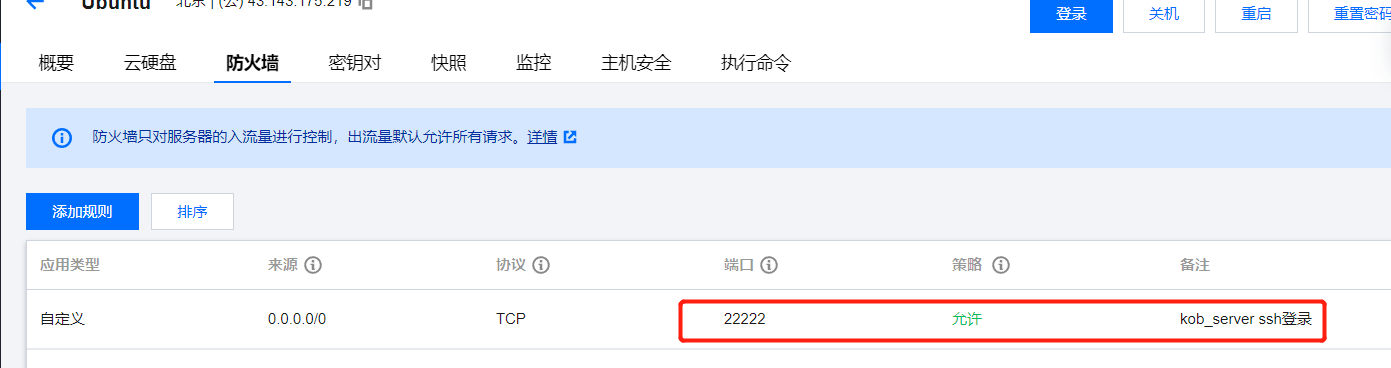 Ubuntu 北京 | (公) 43.143.175.219
登录 关机 重启 重置密码
概要 云硬盘 防火墙 密钥对 快照 监控 主机安全 执行命令
防火墙只对服务器的入流量进行控制，出流量默认允许所有请求。详情
添加规则 排序
应用类型 来源 协议 端口 策略 备注
自定义 0.0.0.0/0 TCP 22222 允许 kob_server ssh登录